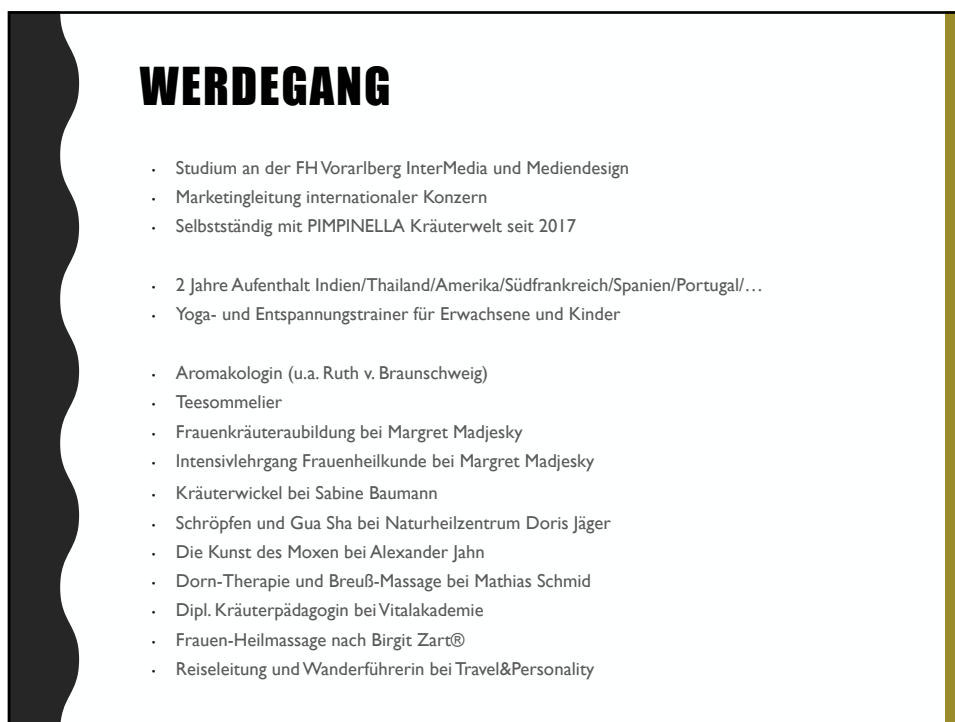 WERDEGANG
• Studium an der FH Vorarlberg InterMedia und Mediendesign
• Marketingleitung internationaler Konzern
• Selbstständig mit PIMPINELLA Kräuterwelt seit 2017
• 2 Jahre Aufenthalt Indien/Thailand/Amerika/Südfrankreich/Spanien/Portugal/…
• Yoga- und Entspannungstrainer für Erwachsene und Kinder
• Aromakologin (u.a. Ruth v. Braunschweig)
• Teesommelier
• Frauenkräuteraubildung bei Margret Madjesky
• Intensivlehrgang Frauenheilkunde bei Margret Madjesky
• Kräuterwickel bei Sabine Baumann
• Schröpfen und Gua Sha bei Naturheilzentrum Doris Jäger
• Die Kunst des Moxen bei Alexander Jahn
• Dorn-Therapie und Breuß-Massage bei Mathias Schmid
• Dipl. Kräuterpädagogin bei Vitalakademie
• Frauen-Heilmassage nach Birgit Zart®
• Reiseleitung und Wanderführerin bei Travel&Personality